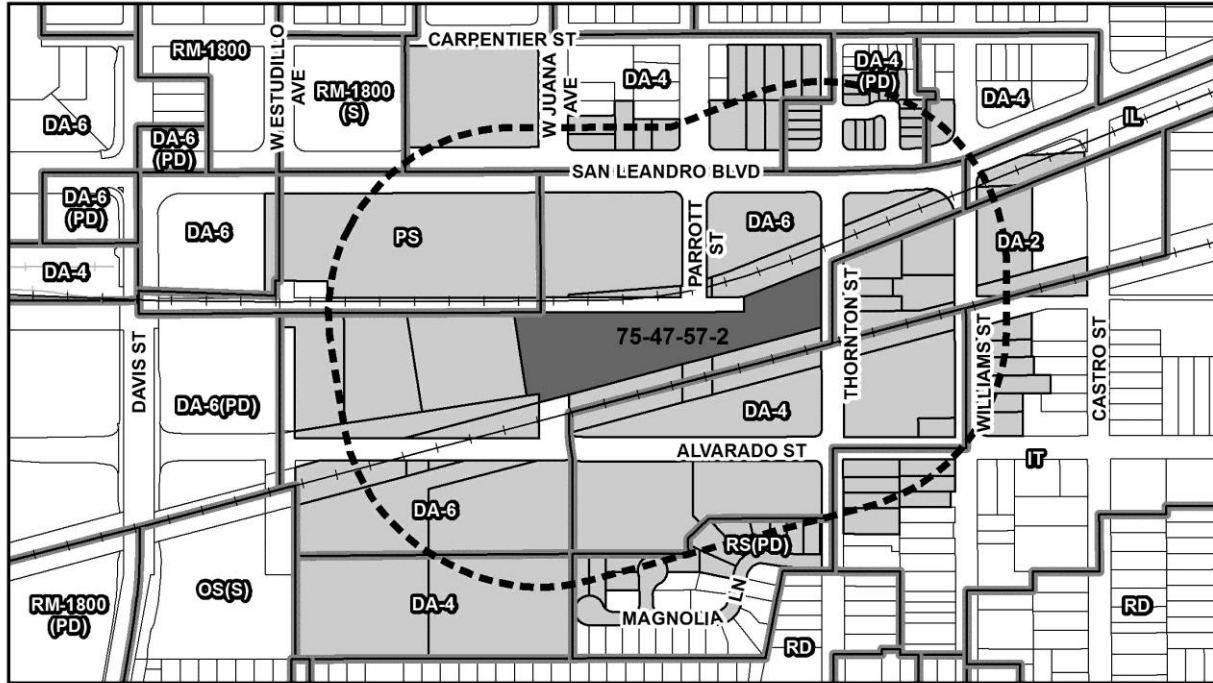 CARPENTIER ST
RM-1800
W ESTUDILLO
AVE
RM-1800
(S)
W JUANA
AVE
DA-4
DA-4
(PD)
DA-4
IL
DA-6
DA-6
(PD)
SAN LEANDRO BLVD
DA-6
(PD)
DA-6
PS
PARROTT
ST
DA-6
DA-2
DA-4
75-47-57-2
DAVIS ST
THORNTON ST
WILLIAMS ST
CASTRO ST
DA-6(PD)
DA-4
ALVARADO ST
IT
DA-6
RS(PD)
OS(S)
DA-4
MAGNOLIA
LN
RM-1800
(PD)
RD
RD